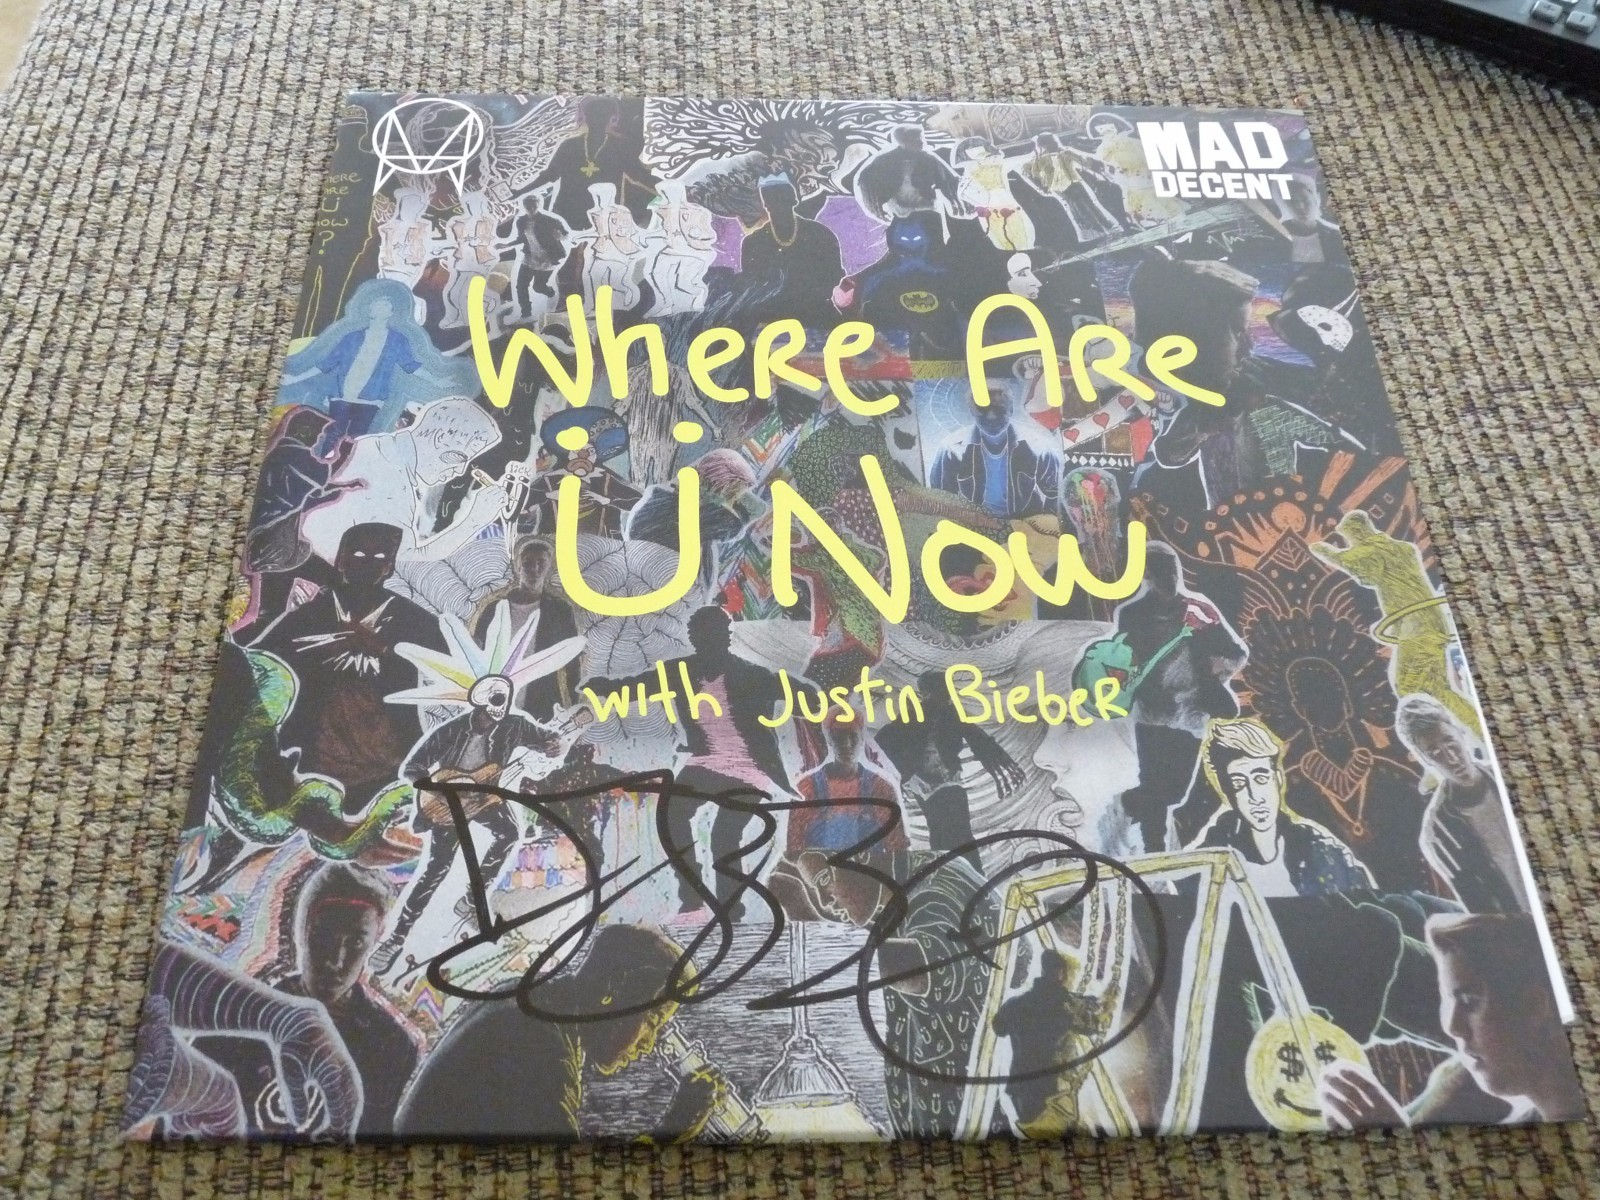 MAD
DECENT
Where Are
Ü Now
with Justin Bieber